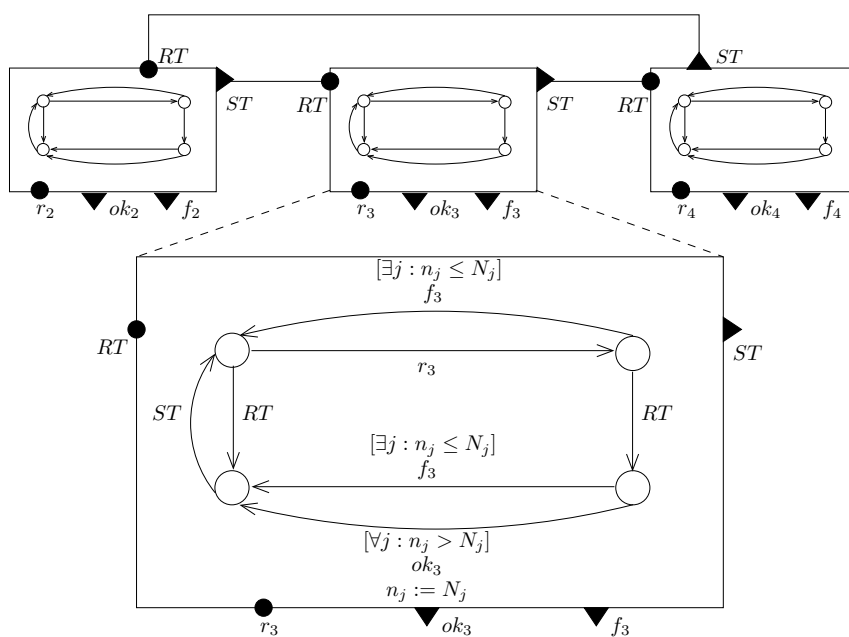 RT
ST
ST
RT
ST
RT
r₂
ok₂
f₂
r₃
ok₃
f₃
r₄
ok₄
f₄
[∃j : nⱼ ≤ Nⱼ]
f₃
RT
ST
r₃
ST
RT
RT
[∃j : nⱼ ≤ Nⱼ]
f₃
[∀j : nⱼ > Nⱼ]
ok₃
nⱼ := Nⱼ
r₃
ok₃
f₃